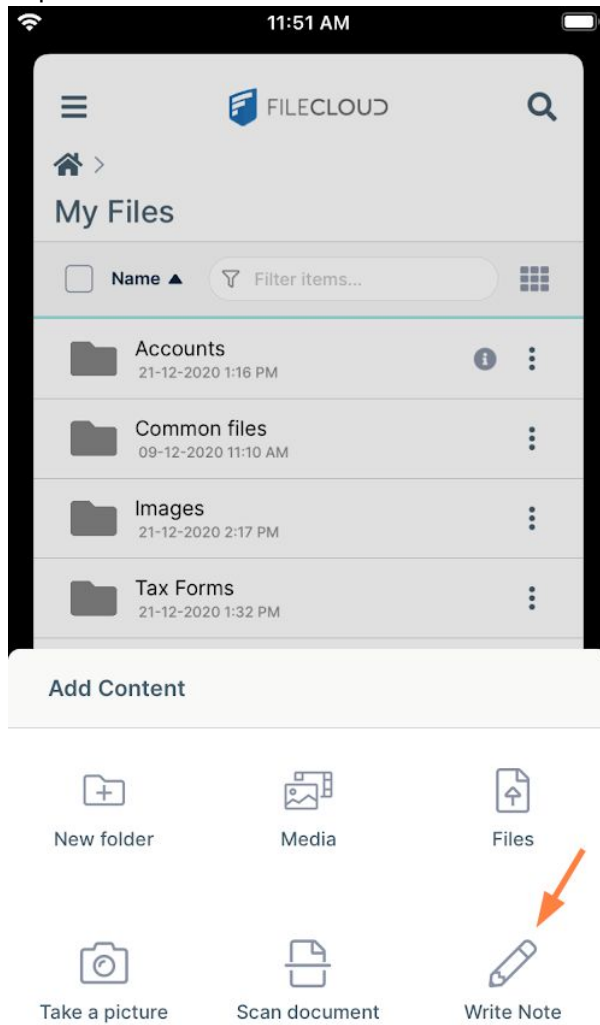 11:51 AM
FILECLOUD
My Files
Name ▲ Filter items...
Accounts
21-12-2020 1:16 PM
Common files
09-12-2020 11:10 AM
Images
21-12-2020 2:17 PM
Tax Forms
21-12-2020 1:32 PM
Add Content
New folder Media Files
Take a picture Scan document Write Note